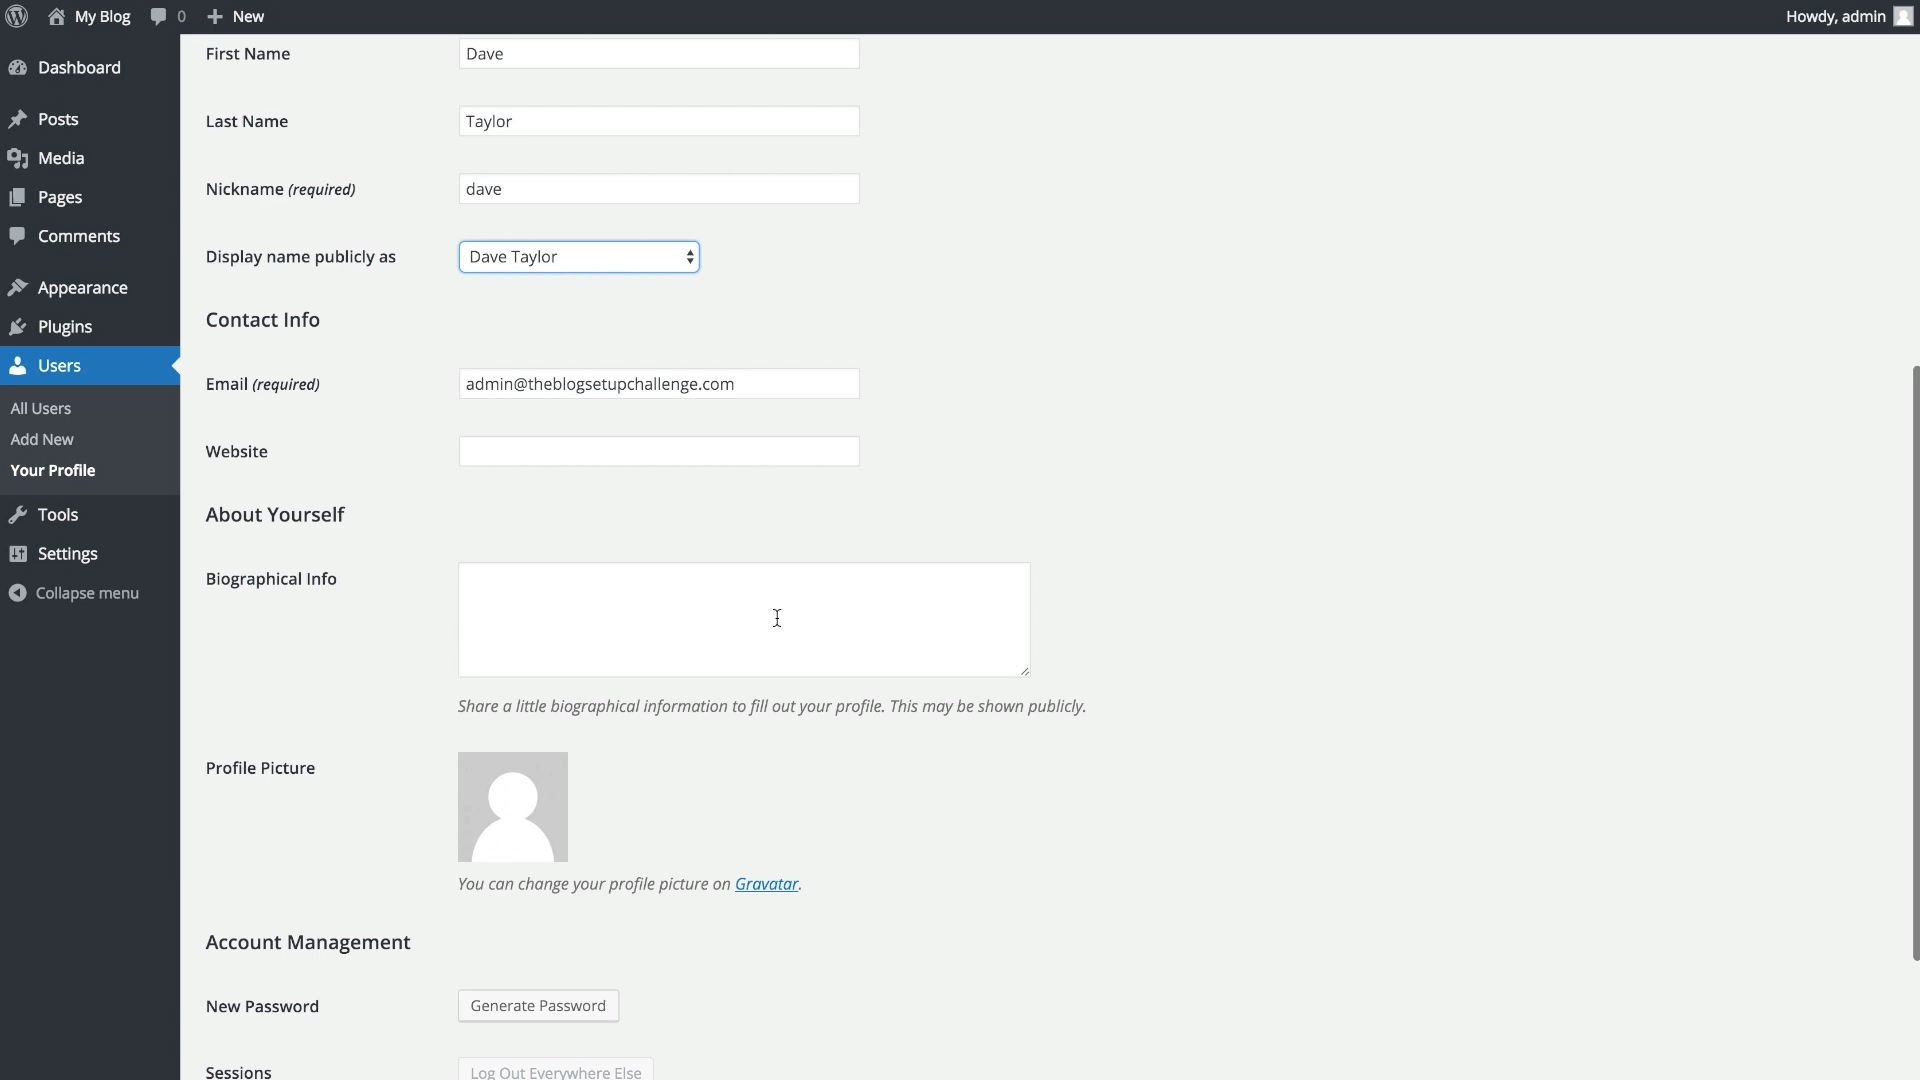 My Blog 0 New Howdy, admin
Dashboard
Posts
Media
Pages
Comments
Appearance
Plugins
Users
All Users
Add New
Your Profile
Tools
Settings
Collapse menu
First Name Dave
Last Name Taylor
Nickname (required) dave
Display name publicly as Dave Taylor
Contact Info
Email (required) admin@theblogsetupchallenge.com
Website
About Yourself
Biographical Info
Share a little biographical information to fill out your profile. This may be shown publicly.
Profile Picture
You can change your profile picture on Gravatar.
Account Management
New Password Generate Password
Sessions Log Out Everywhere Else